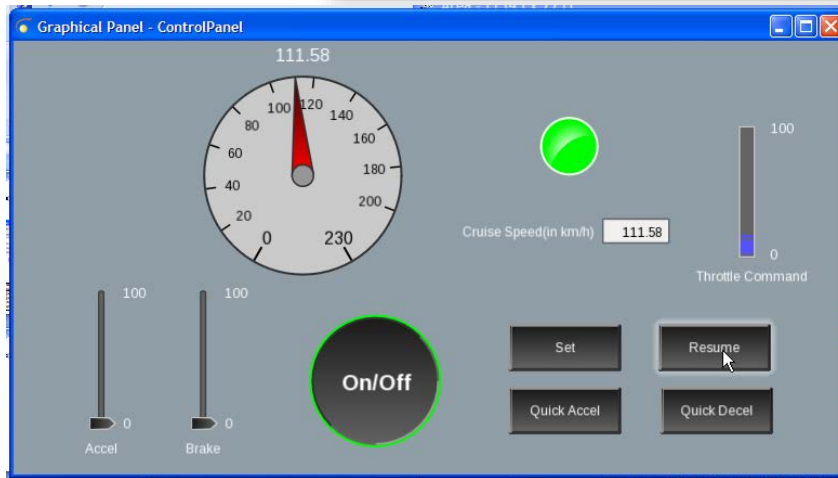 Graphical Panel - ControlPanel
111.58
100 120
80 140
160
60
180
40
200
20
0 230
100
Cruise Speed(in km/h) 111.58
0
Throttle Command
100 100
Set Resume
On/Off
Quick Accel Quick Decel
0 0
Accel Brake